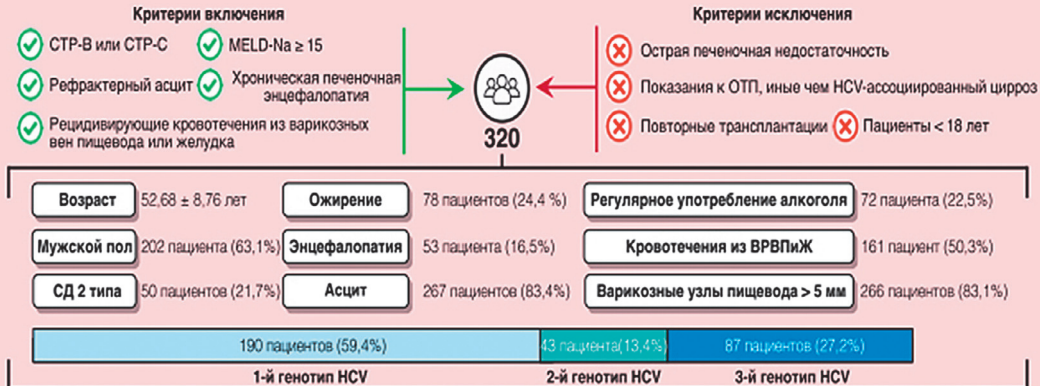 Критерии включения
Критерии исключения
СТР-В или СТР-С
MELD-Na ≥ 15
Рефрактерный асцит
Хроническая печеночная
энцефалопатия
Рецидивирующие кровотечения из варикозных
вен пищевода или желудка
320
Острая печеночная недостаточность
Показания к ОТП, иные чем HCV-ассоциированный цирроз
Повторные трансплантации
Пациенты < 18 лет
Возраст 52,68 ± 8,76 лет
Ожирение 78 пациентов (24,4 %)
Регулярное употребление алкоголя 72 пациента (22,5%)
Мужской пол 202 пациента (63,1%)
Энцефалопатия 53 пациента (16,5%)
Кровотечения из ВРВПиЖ 161 пациент (50,3%)
СД 2 типа 50 пациентов (21,7%)
Асцит 267 пациентов (83,4%)
Варикозные узлы пищевода > 5 мм 266 пациентов (83,1%)
190 пациентов (59,4%)
43 пациента(13,4%)
87 пациентов (27,2%)
1-й генотип HCV
2-й генотип HCV
3-й генотип HCV